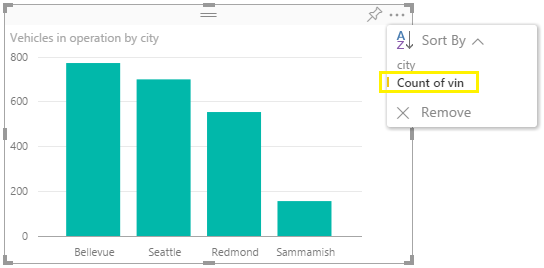 Vehicles in operation by city
800
600
400
200
0
Bellevue Seattle Redmond Sammamish
AZ Sort By
city
Count of vin
Remove